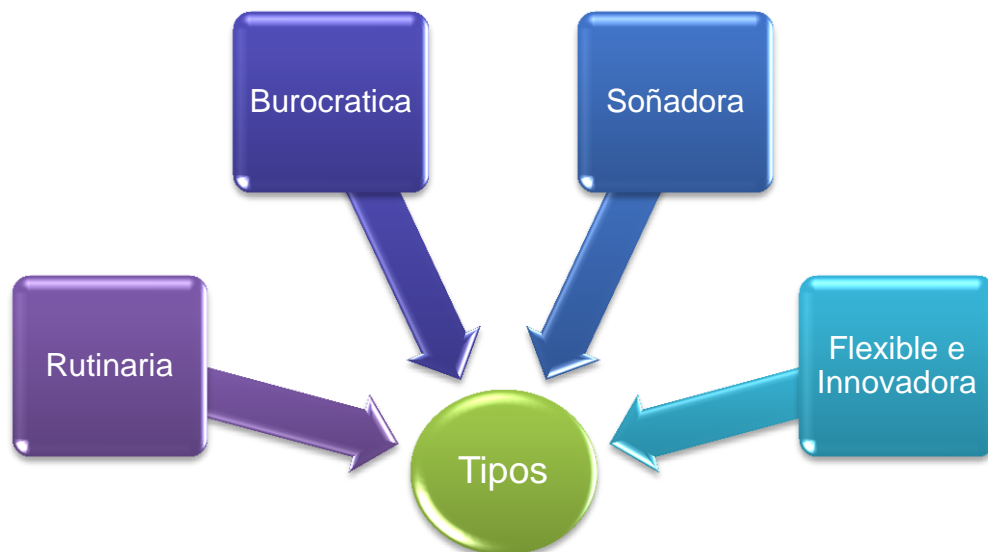 Burocratica
Soñadora
Rutinaria
Flexible e
Innovadora
Tipos